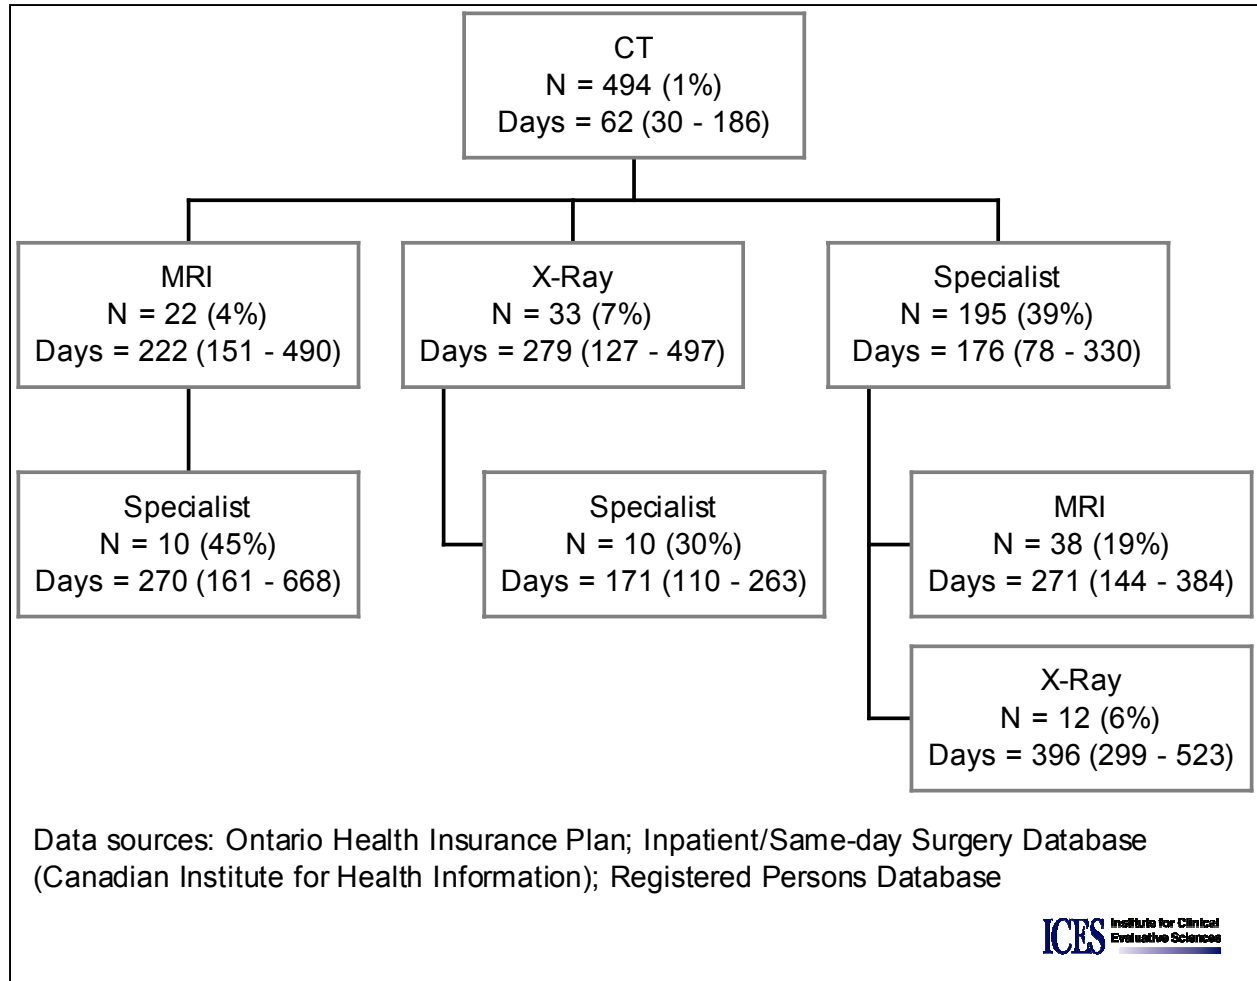 CT
N = 494 (1%)
Days = 62 (30 - 186)
MRI
N = 22 (4%)
Days = 222 (151 - 490)
X-Ray
N = 33 (7%)
Days = 279 (127 - 497)
Specialist
N = 195 (39%)
Days = 176 (78 - 330)
Specialist
N = 10 (45%)
Days = 270 (161 - 668)
Specialist
N = 10 (30%)
Days = 171 (110 - 263)
MRI
N = 38 (19%)
Days = 271 (144 - 384)
X-Ray
N = 12 (6%)
Days = 396 (299 - 523)
Data sources: Ontario Health Insurance Plan; Inpatient/Same-day Surgery Database
(Canadian Institute for Health Information); Registered Persons Database
ICES
Institute for Clinical
Evaluative Sciences